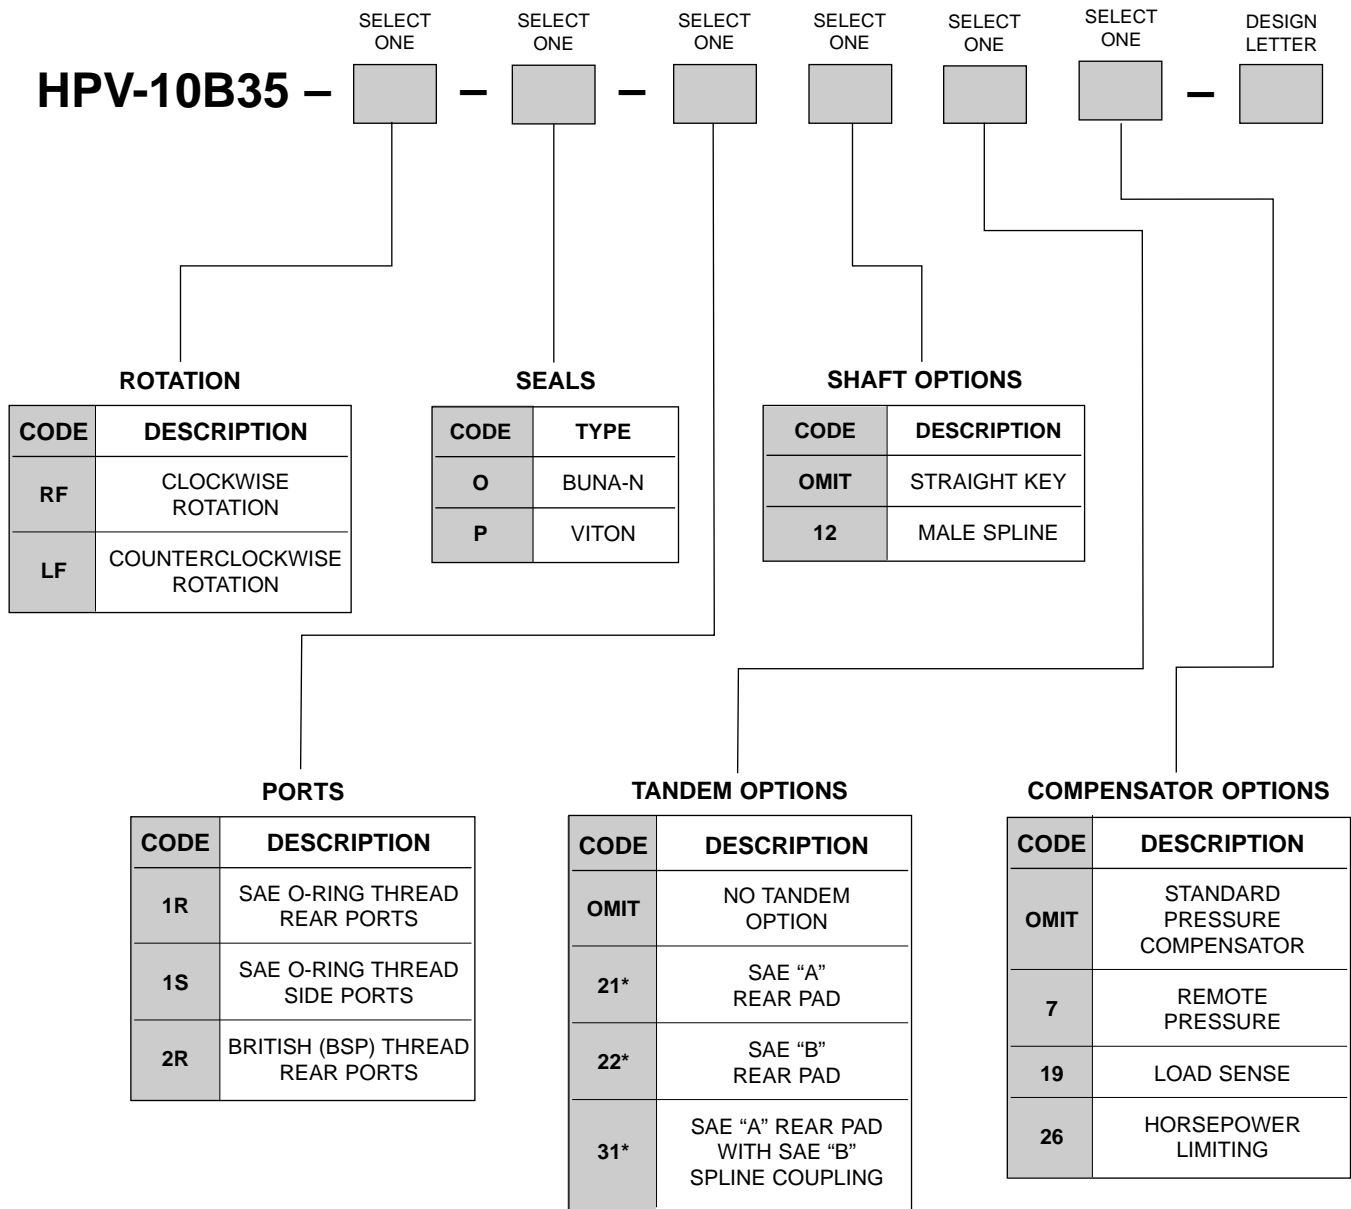 SELECT ONE
SELECT ONE
SELECT ONE
SELECT ONE
SELECT ONE
SELECT ONE
DESIGN LETTER
HPV-10B35 – – – –
ROTATION
CODE DESCRIPTION
RF CLOCKWISE
ROTATION
LF COUNTERCLOCKWISE
ROTATION
SEALS
CODE TYPE
O BUNA-N
P VITON
SHAFT OPTIONS
CODE DESCRIPTION
OMIT STRAIGHT KEY
12 MALE SPLINE
PORTS
CODE DESCRIPTION
1R SAE O-RING THREAD
REAR PORTS
1S SAE O-RING THREAD
SIDE PORTS
2R BRITISH (BSP) THREAD
REAR PORTS
TANDEM OPTIONS
CODE DESCRIPTION
OMIT NO TANDEM
OPTION
21* SAE “A”
REAR PAD
22* SAE “B”
REAR PAD
31* SAE “A” REAR PAD
WITH SAE “B”
SPLINE COUPLING
COMPENSATOR OPTIONS
CODE DESCRIPTION
OMIT STANDARD
PRESSURE
COMPENSATOR
7 REMOTE
PRESSURE
19 LOAD SENSE
26 HORSEPOWER
LIMITING